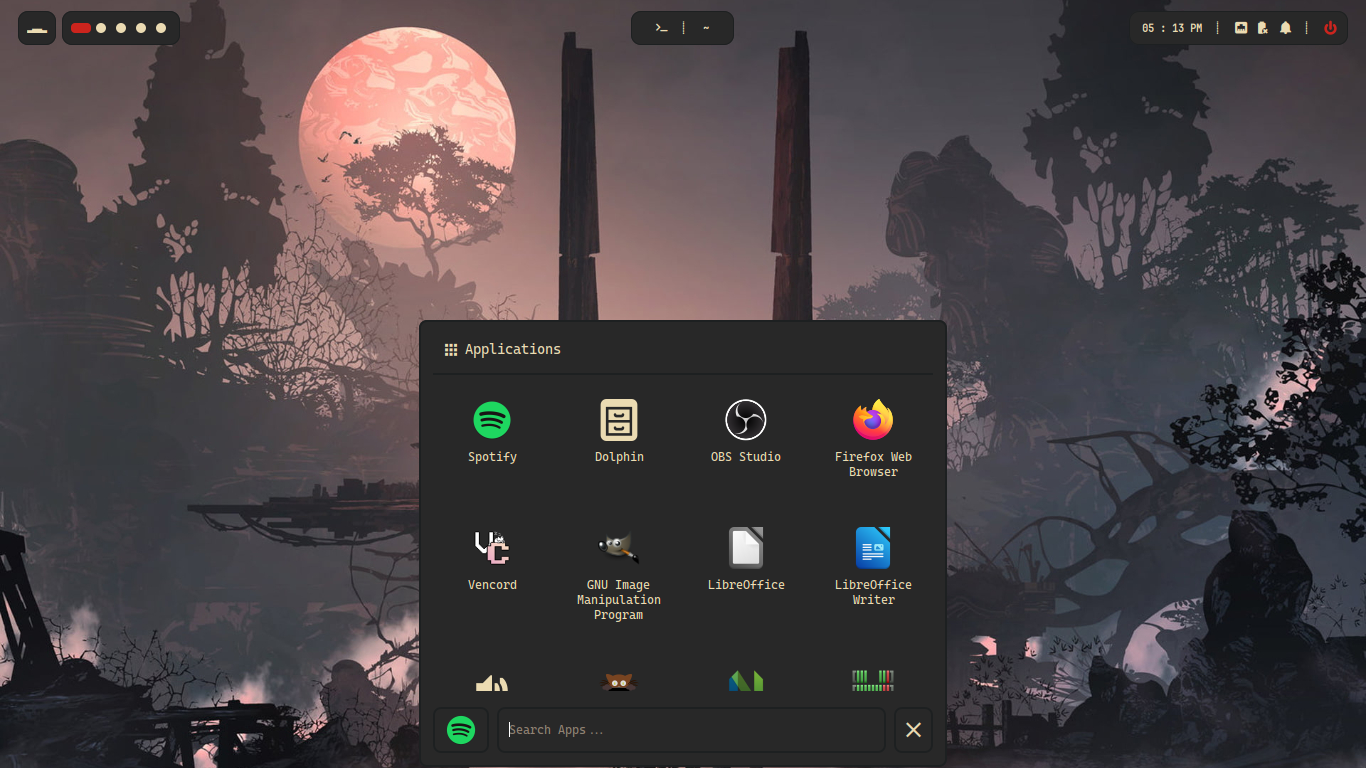 >_ | ~
05 : 13 PM
Applications
Spotify
Dolphin
OBS Studio
Firefox Web
Browser
Vencord
GNU Image
Manipulation
Program
LibreOffice
LibreOffice
Writer
Search Apps ...